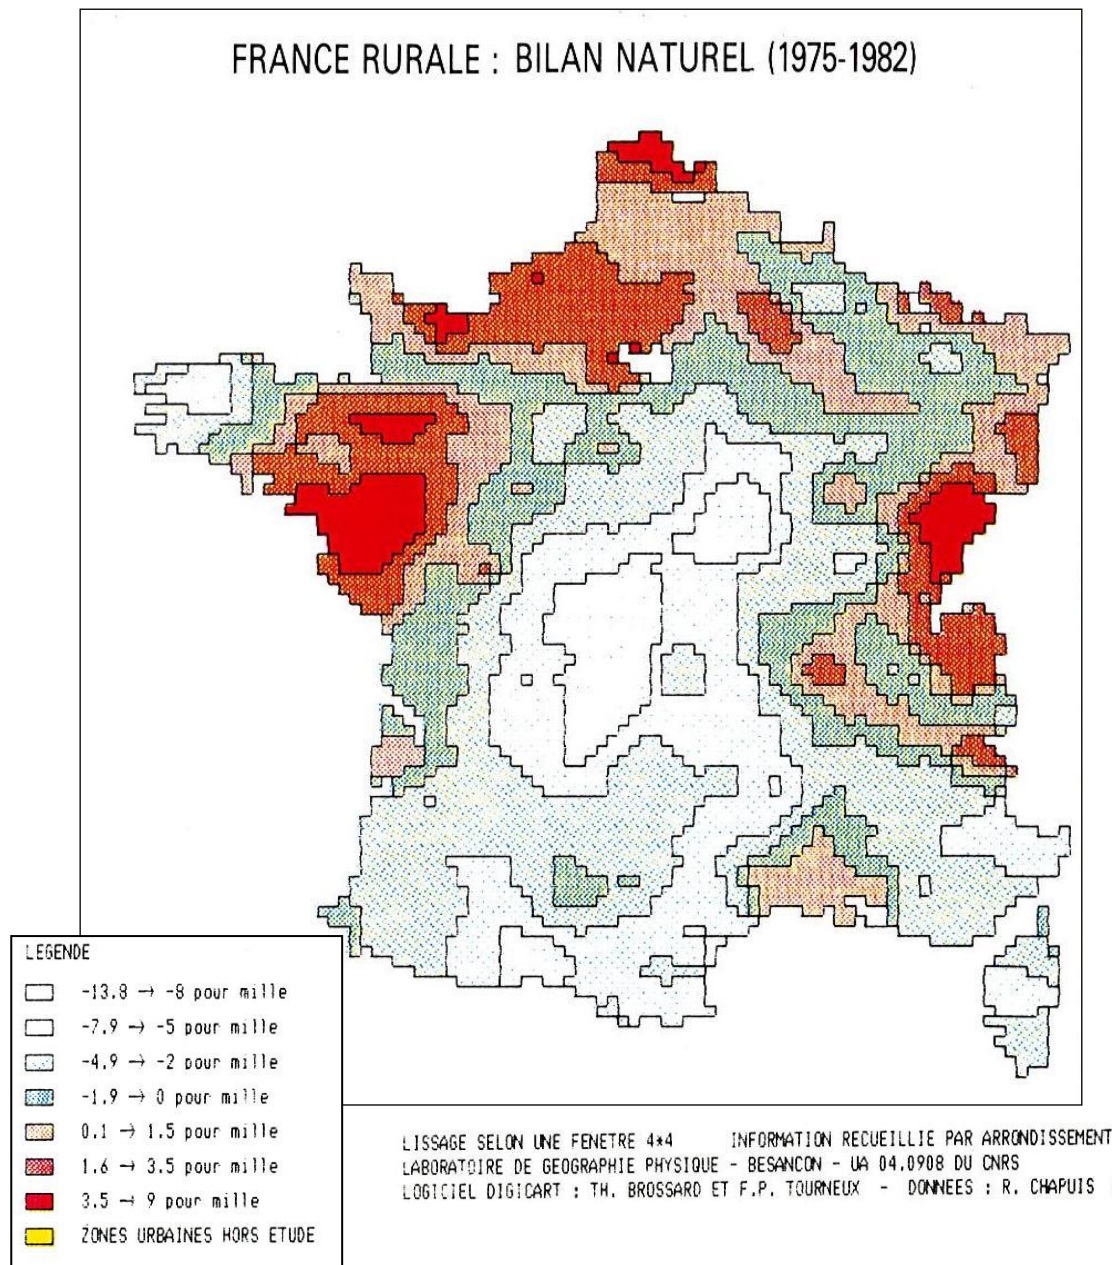 FRANCE RURALE : BILAN NATUREL (1975-1982)
LEGENDE
-13.8 → -8 pour mille
-7.9 → -5 pour mille
-4.9 → -2 pour mille
-1.9 → 0 pour mille
0.1 → 1.5 pour mille
1.6 → 3.5 pour mille
3.5 → 9 pour mille
ZONES URBAINES HORS ETUDE
LISSAGE SELON UNE FENETRE 4*4 INFORMATION RECUEILLIE PAR ARRONDISSEMENT
LABORATOIRE DE GEOGRAPHIE PHYSIQUE - BESANCON - UA 04.0908 DU CNRS
LOGICIEL DIGICART : TH. BROSSARD ET F.P. TOURNEUX - DONNEES : R. CHAPUIS